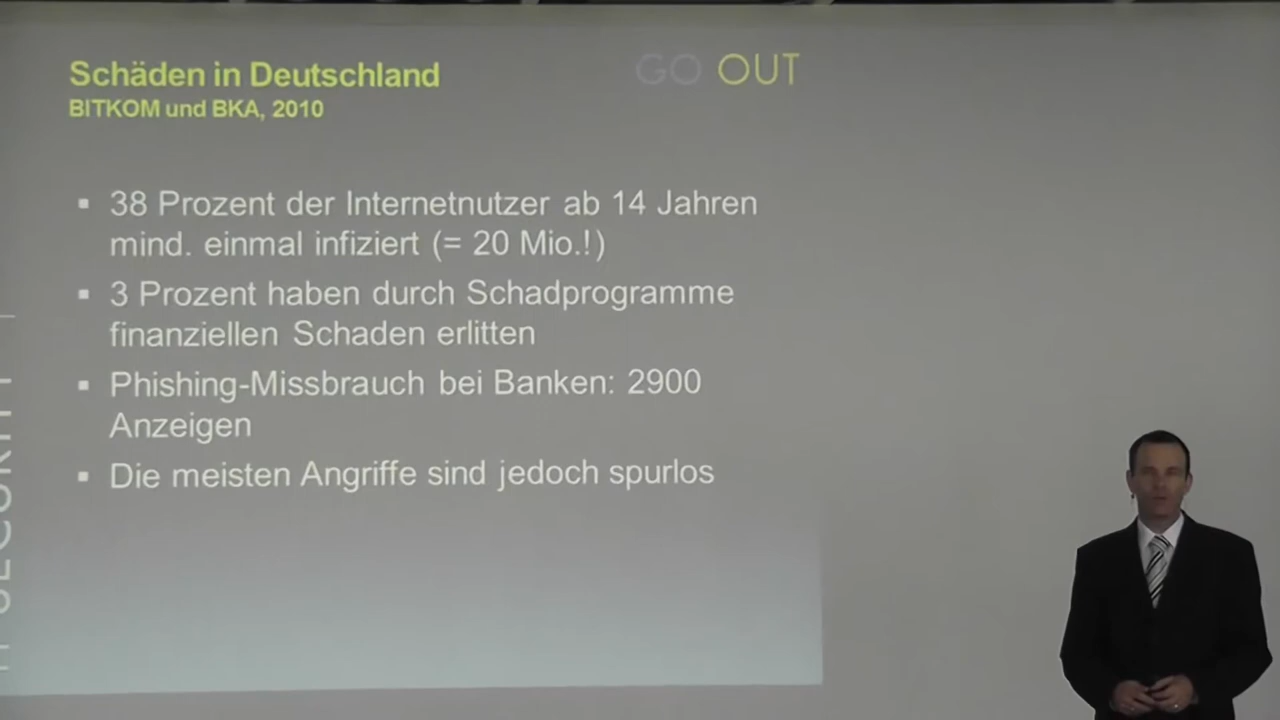 Schäden in Deutschland
GO OUT
BITKOM und BKA, 2010
▪ 38 Prozent der Internetnutzer ab 14 Jahren
mind. einmal infiziert (= 20 Mio.!)
▪ 3 Prozent haben durch Schadprogramme
finanziellen Schaden erlitten
▪ Phishing-Missbrauch bei Banken: 2900
Anzeigen
▪ Die meisten Angriffe sind jedoch spurlos